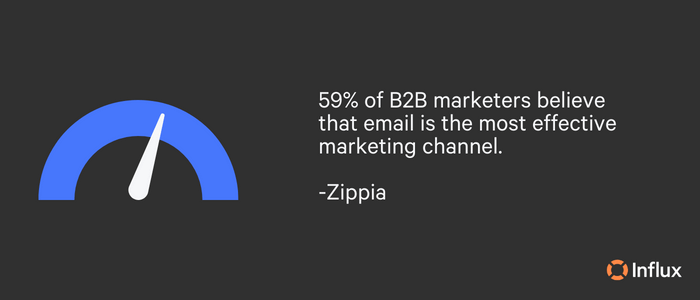 59% of B2B marketers believe
that email is the most effective
marketing channel.
-Zippia
Influx